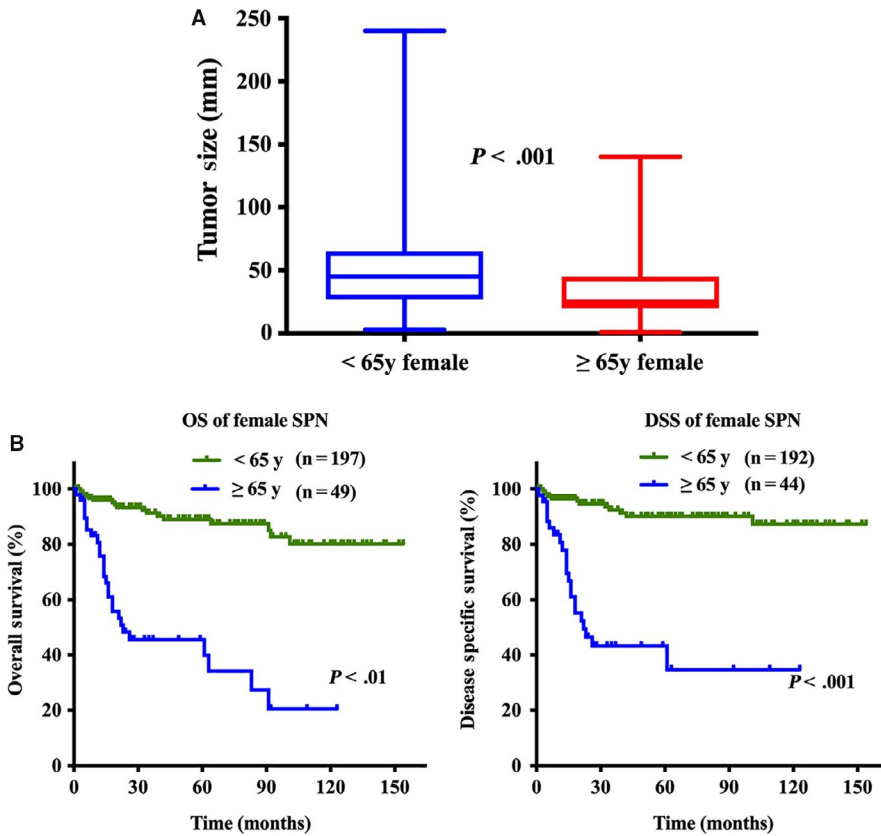 A
Tumor size (mm)
250
200
150
100
50
0
P < .001
< 65y female
≥ 65y female
B
OS of female SPN
< 65 y (n = 197)
≥ 65 y (n = 49)
Overall survival (%)
100
80
60
40
20
0
P < .01
0 30 60 90 120 150
Time (months)
DSS of female SPN
< 65 y (n = 192)
≥ 65 y (n = 44)
Disease specific survival (%)
100
80
60
40
20
0
P < .001
0 30 60 90 120 150
Time (months)